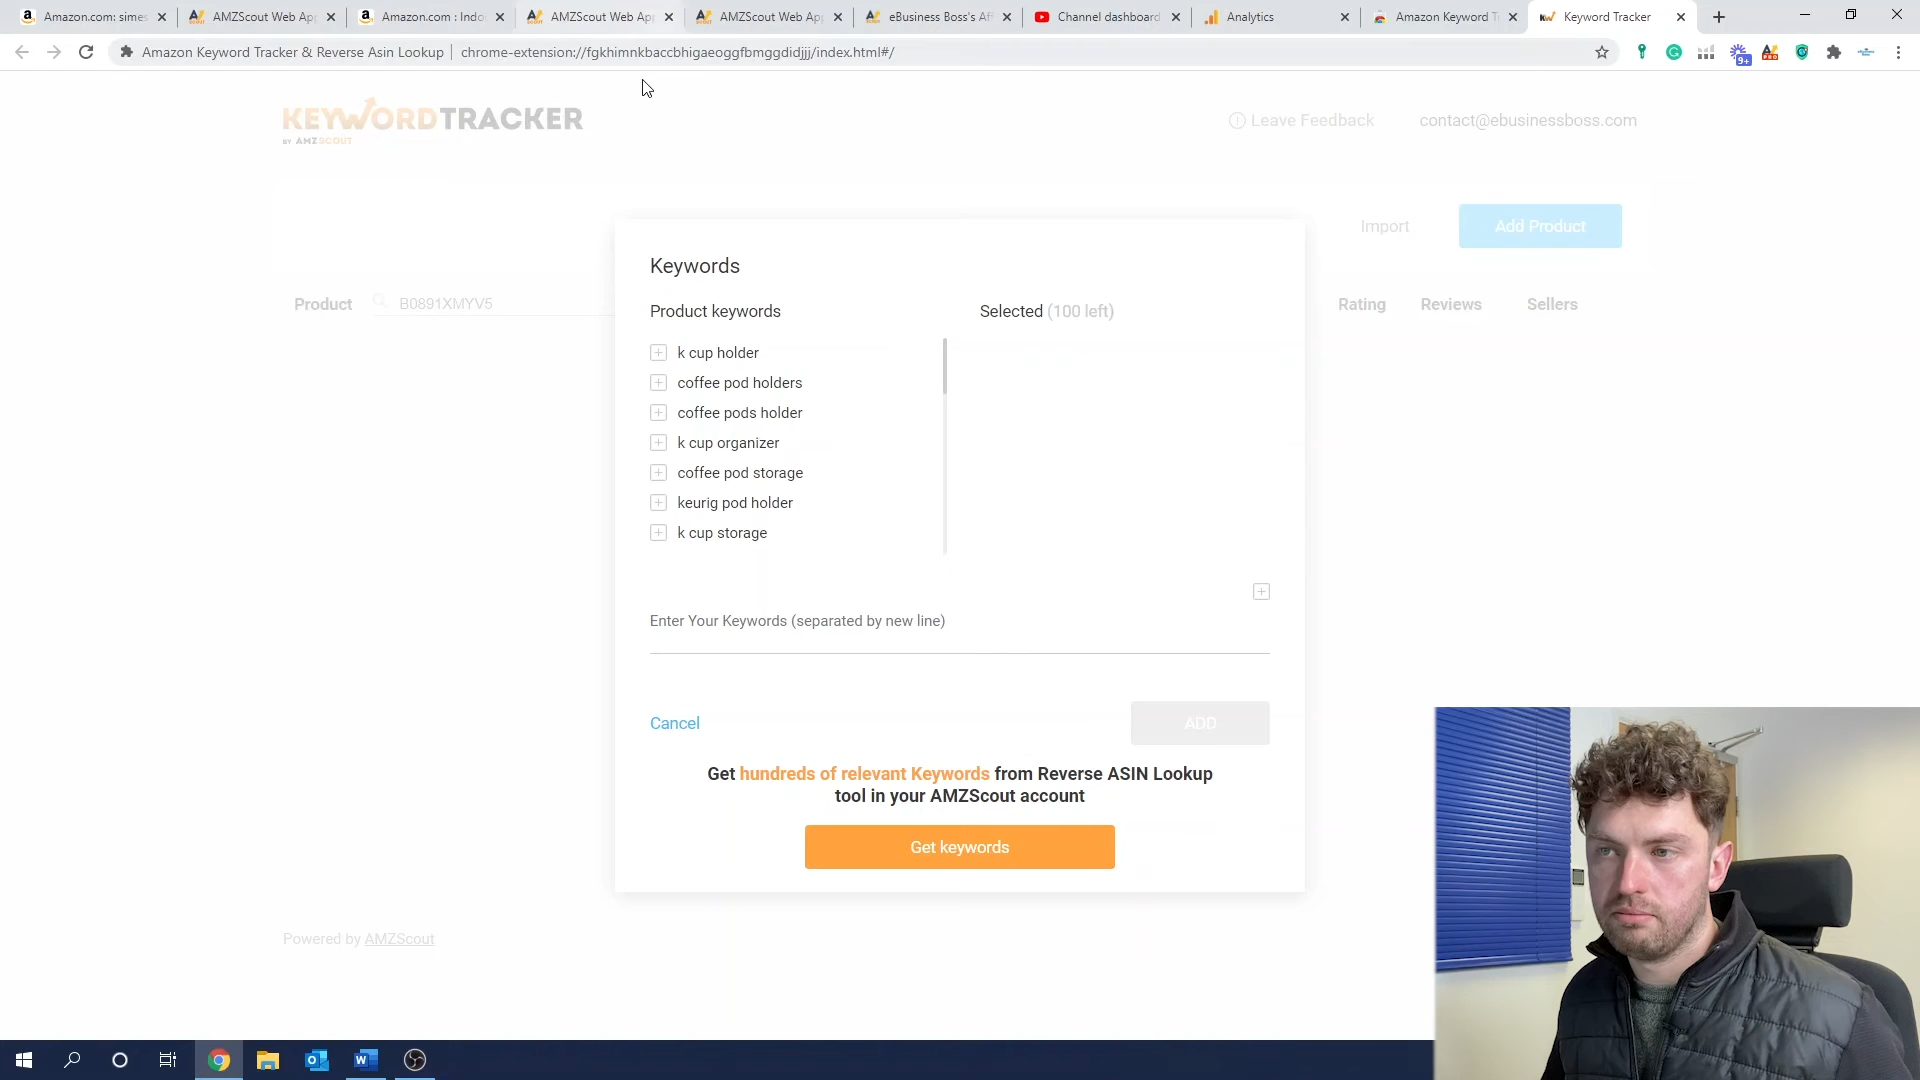 Amazon.com: simes
AMZScout Web App
Amazon.com : Indo
AMZScout Web App
AMZScout Web App
eBusiness Boss's Aff
Channel dashboard
Analytics
Amazon Keyword T
Keyword Tracker
Amazon Keyword Tracker & Reverse Asin Lookup | chrome-extension://fgkhimnkbaccbhigaeoggfbmggdidjjj/index.html#/
9+
KEYWORDTRACKER
BY AMZSCOUT
Leave Feedback contact@ebusinessboss.com
Import Add Product
Product B0891XMYV5 Rating Reviews Sellers
Keywords
Product keywords Selected (100 left)
k cup holder
coffee pod holders
coffee pods holder
k cup organizer
coffee pod storage
keurig pod holder
k cup storage
Enter Your Keywords (separated by new line)
Cancel ADD
Get hundreds of relevant Keywords from Reverse ASIN Lookup
tool in your AMZScout account
Get keywords
Powered by AMZScout